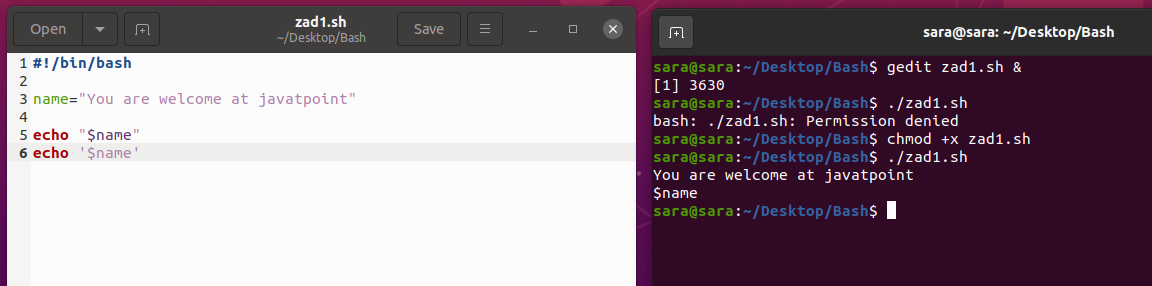 Open
zad1.sh
~/Desktop/Bash
Save
1 #!/bin/bash
2
3 name="You are welcome at javatpoint"
4
5 echo "$name"
6 echo '$name'
sara@sara: ~/Desktop/Bash
sara@sara:~/Desktop/Bash$ gedit zad1.sh &
[1] 3630
sara@sara:~/Desktop/Bash$ ./zad1.sh
bash: ./zad1.sh: Permission denied
sara@sara:~/Desktop/Bash$ chmod +x zad1.sh
sara@sara:~/Desktop/Bash$ ./zad1.sh
You are welcome at javatpoint
$name
sara@sara:~/Desktop/Bash$